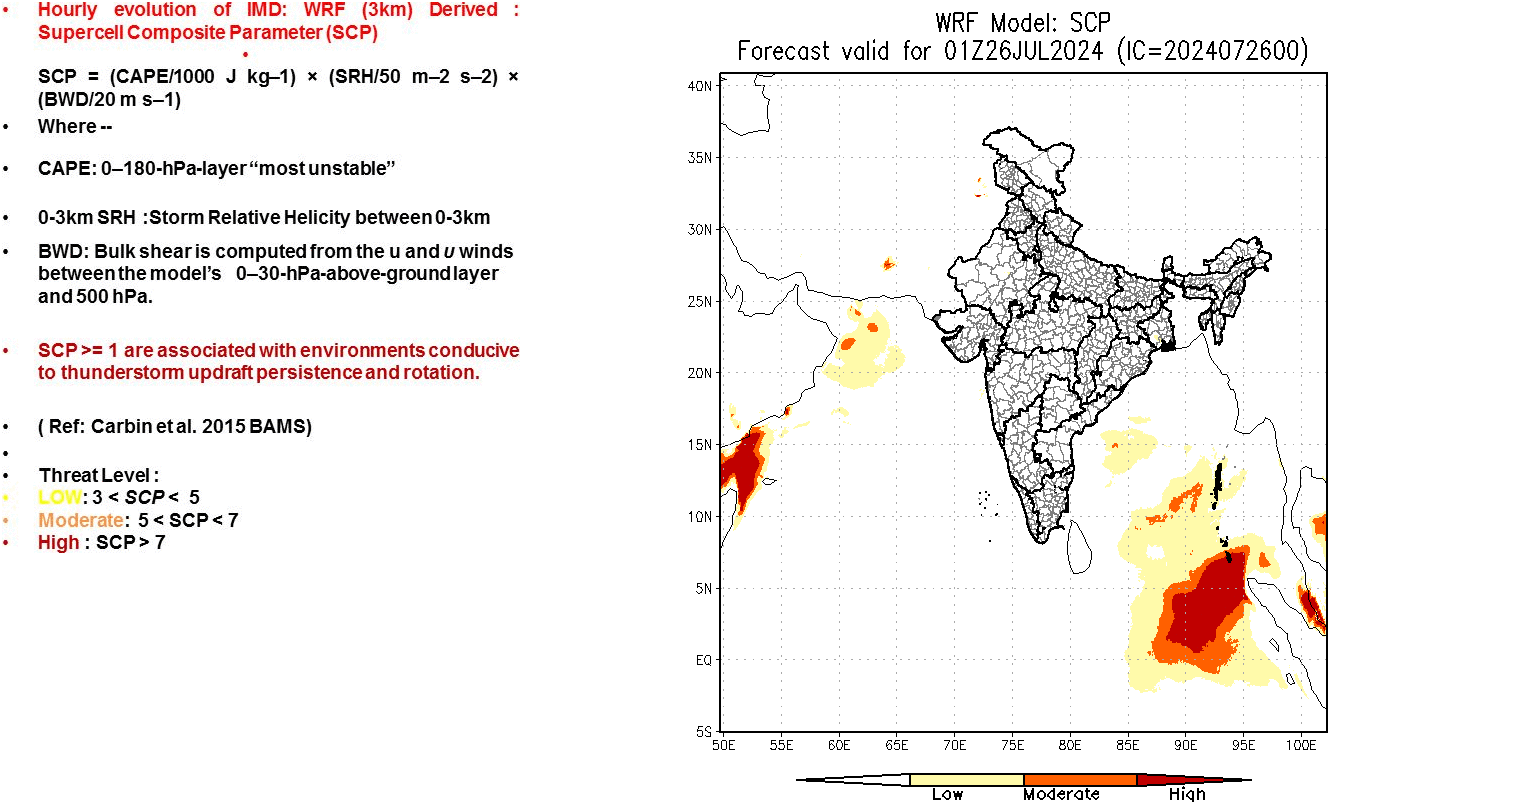 • Hourly evolution of IMD: WRF (3km) Derived :
Supercell Composite Parameter (SCP)
•
SCP = (CAPE/1000 J kg–1) × (SRH/50 m–2 s–2) ×
(BWD/20 m s–1)
• Where --
• CAPE: 0–180-hPa-layer “most unstable”
• 0-3km SRH :Storm Relative Helicity between 0-3km
• BWD: Bulk shear is computed from the u and υ winds
between the model’s 0–30-hPa-above-ground layer
and 500 hPa.
• SCP >= 1 are associated with environments conducive
to thunderstorm updraft persistence and rotation.
• ( Ref: Carbin et al. 2015 BAMS)
•
• Threat Level :
• LOW: 3 < SCP < 5
• Moderate: 5 < SCP < 7
• High : SCP > 7
WRF Model: SCP
Forecast valid for 01Z26JUL2024 (IC=2024072600)
40N
35N
30N
25N
20N
15N
10N
5N
EQ
5S
50E 55E 60E 65E 70E 75E 80E 85E 90E 95E 100E
Low Moderate High